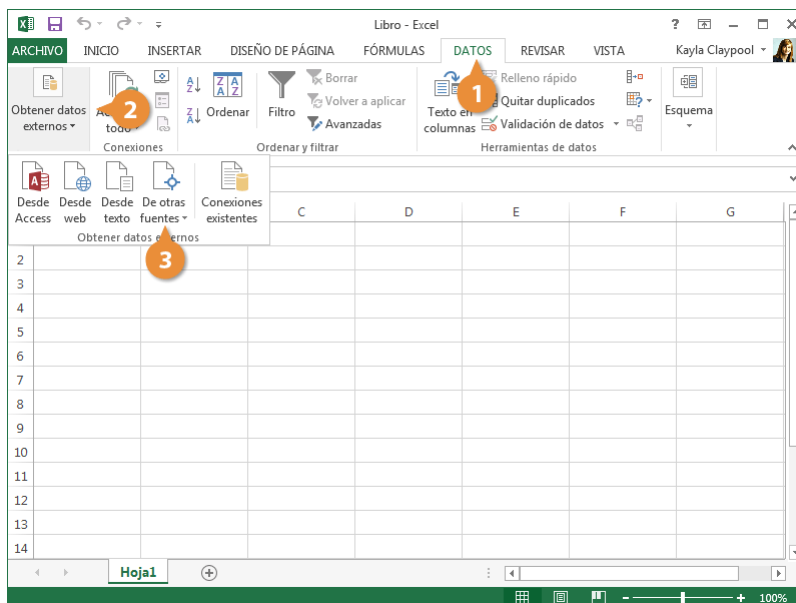 Libro - Excel
ARCHIVO INICIO INSERTAR DISEÑO DE PÁGINA FÓRMULAS DATOS REVISAR VISTA Kayla Claypool
Obtener datos externos
todo
Conexiones
Ordenar
Filtro
Borrar
Volver a aplicar
Avanzadas
Ordenar y filtrar
Texto en columnas
Relleno rápido
Quitar duplicados
Validación de datos
Herramientas de datos
Esquema
1
2
Desde Access
Desde web
Desde texto
De otras fuentes
Conexiones existentes
Obtener datos externos
3
C D E F G
2
3
4
5
6
7
8
9
10
11
12
13
14
Hoja1
100%